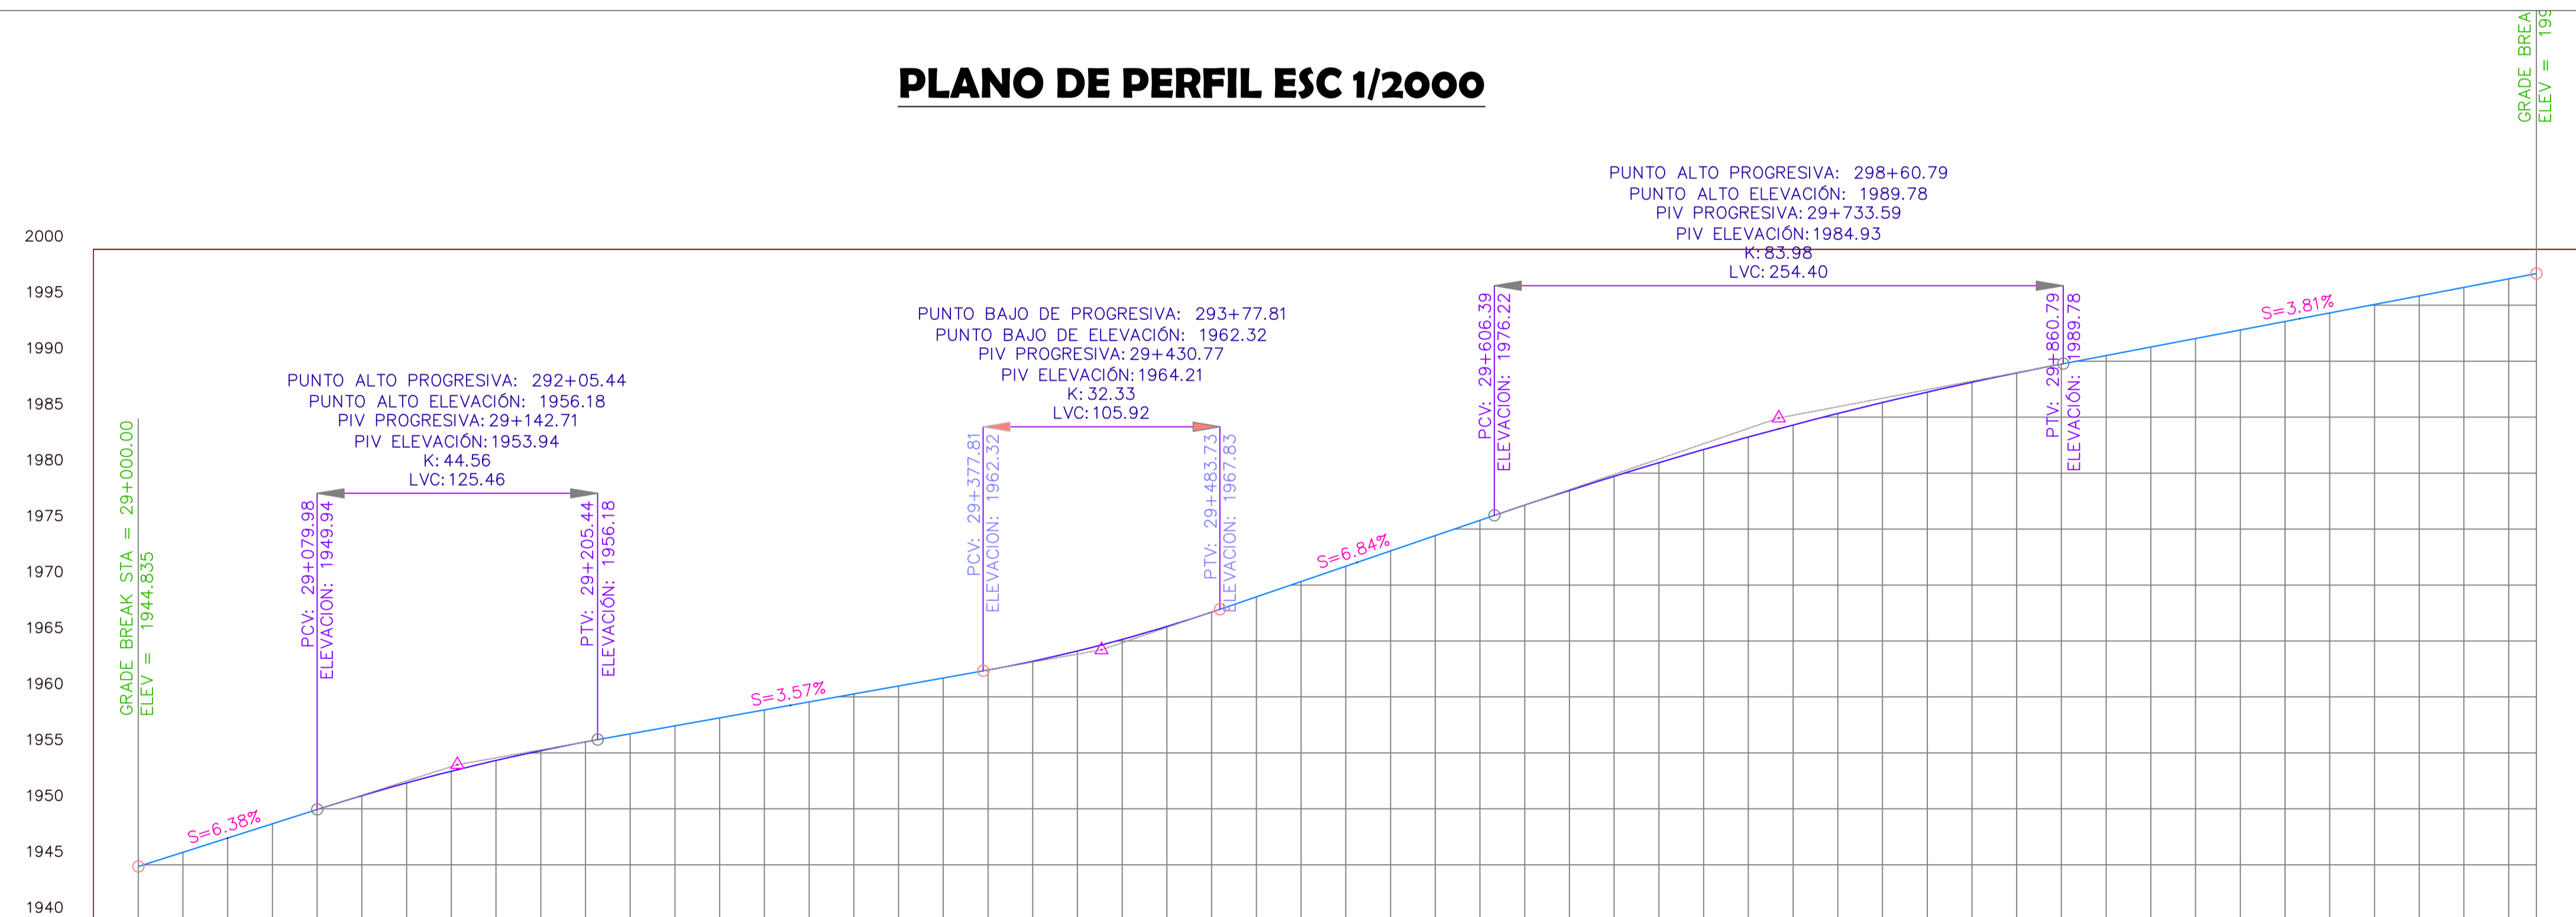 PLANO DE PERFIL ESC 1/2000
GRADE BREA
ELEV = 199
PUNTO ALTO PROGRESIVA: 298+60.79
PUNTO ALTO ELEVACIÓN: 1989.78
PIV PROGRESIVA: 29+733.59
PIV ELEVACIÓN: 1984.93
K: 83.98
LVC: 254.40
PUNTO BAJO DE PROGRESIVA: 293+77.81
PUNTO BAJO DE ELEVACIÓN: 1962.32
PIV PROGRESIVA: 29+430.77
PIV ELEVACIÓN: 1964.21
K: 32.33
LVC: 105.92
PUNTO ALTO PROGRESIVA: 292+05.44
PUNTO ALTO ELEVACIÓN: 1956.18
PIV PROGRESIVA: 29+142.71
PIV ELEVACIÓN: 1953.94
K: 44.56
LVC: 125.46
2000
1995
1990
1985
1980
1975
1970
1965
1960
1955
1950
1945
1940
GRADE BREAK STA = 29+000.00
ELEV = 1944.835
PCV: 29+079.98
ELEVACION: 1949.94
PTV: 29+205.44
ELEVACIÓN: 1956.18
PCV: 29+377.81
ELEVACION: 1962.32
PTV: 29+483.73
ELEVACION: 1967.83
PCV: 29+606.39
ELEVACION: 1976.22
PTV: 29+860.79
ELEVACIÓN: 1989.78
S=6.38%
S=3.57%
S=6.84%
S=3.81%